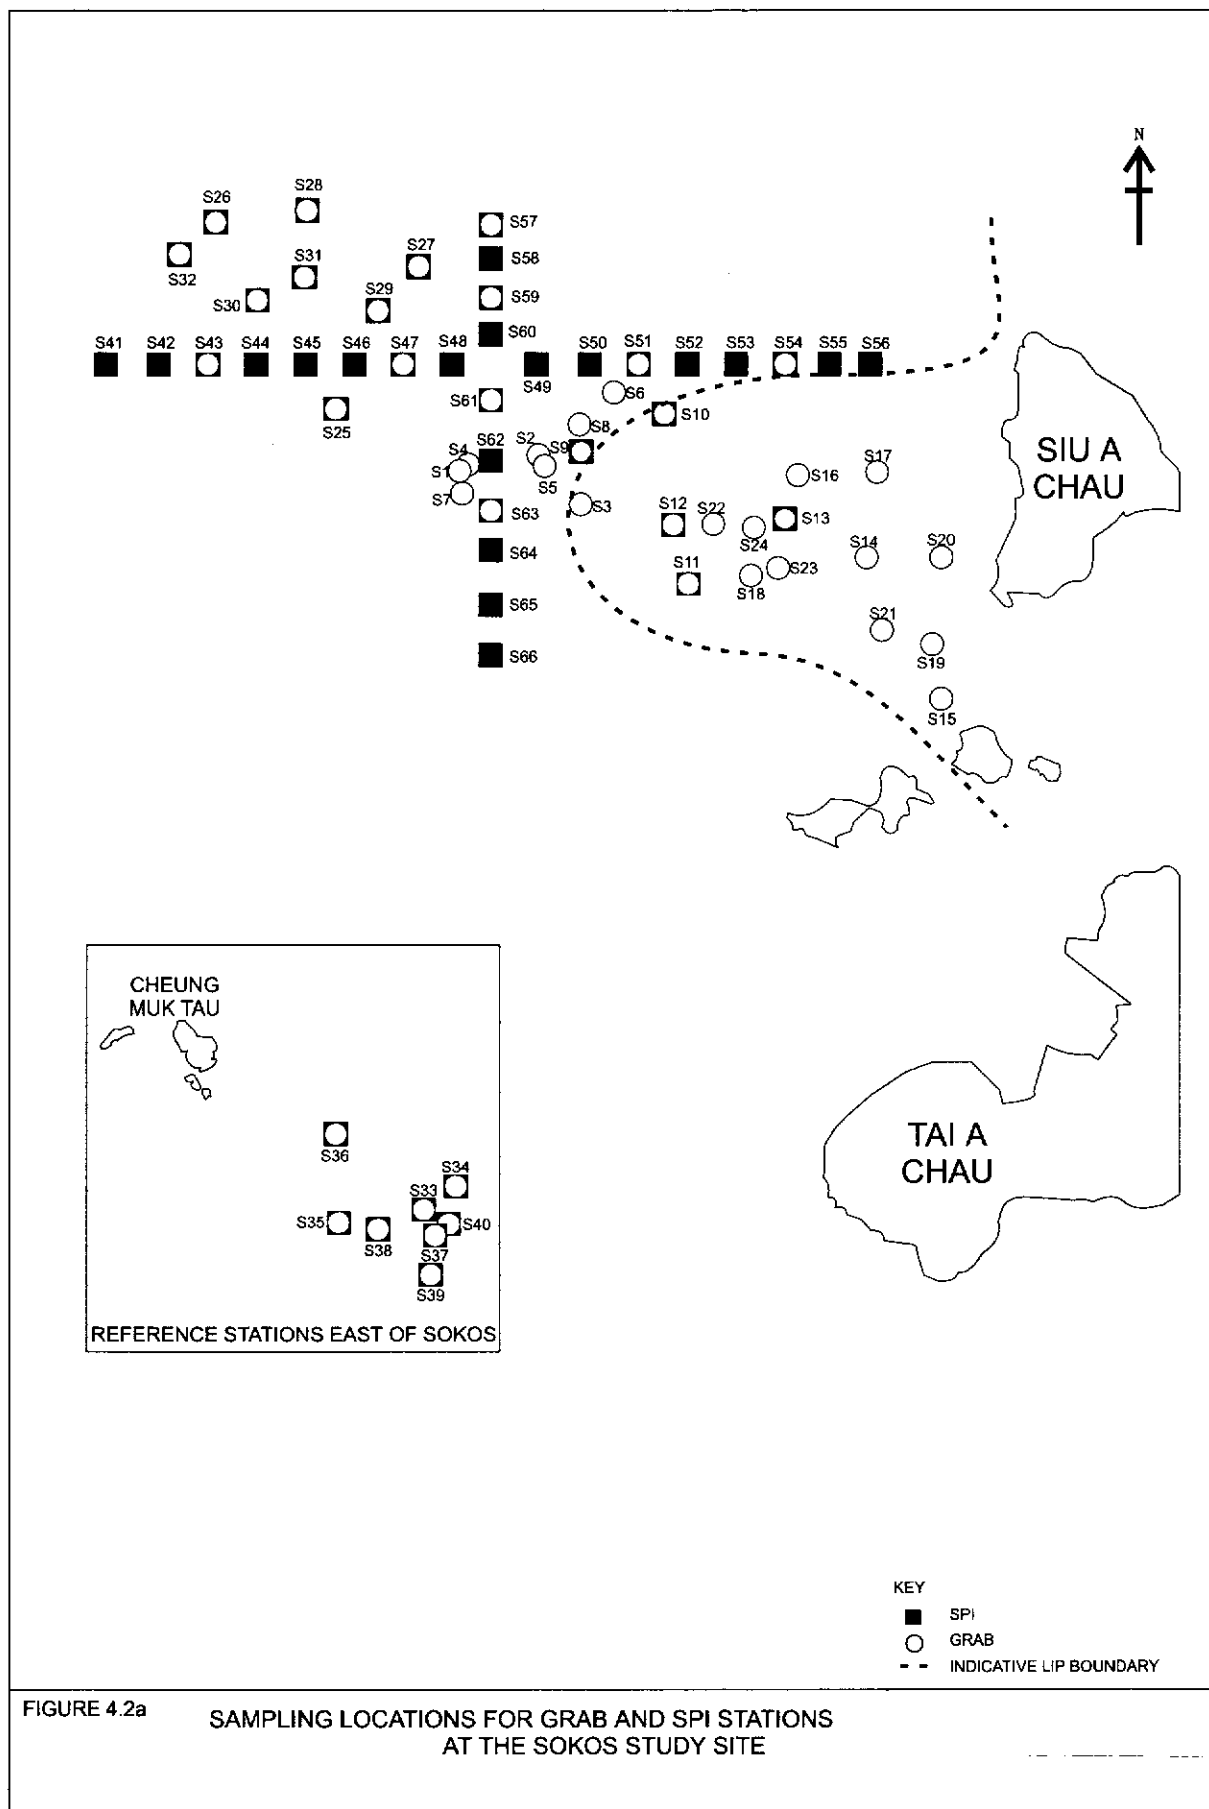 N
S28
S26
S57
S27
S58
S31
S32
S29
S59
S30
S60
S41
S42
S43
S44
S45
S46
S47
S48
S50
S51
S52
S53
S54
S55
S56
S49
S6
S61
S10
S25
S8
SIU A
CHAU
S62
S2
S9
S4
S1
S5
S17
S16
S7
S3
S63
S12
S22
S13
S24
S64
S14
S20
S11
S23
S18
S65
S21
S66
S19
S15
CHEUNG
MUK TAU
TAI A
CHAU
S36
S34
S33
S35
S40
S38
S37
S39
REFERENCE STATIONS EAST OF SOKOS
KEY
SPI
GRAB
INDICATIVE LIP BOUNDARY
FIGURE 4.2a
SAMPLING LOCATIONS FOR GRAB AND SPI STATIONS
AT THE SOKOS STUDY SITE